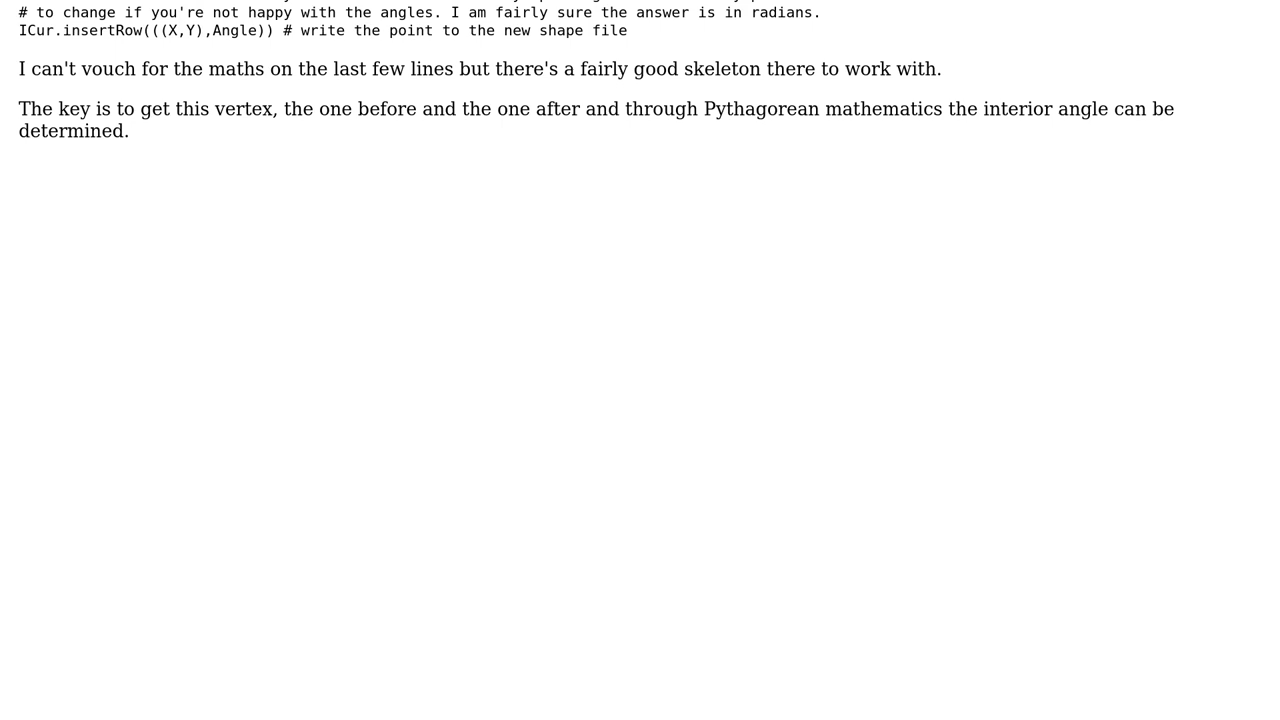 # to change if you're not happy with the angles. I am fairly sure the answer is in radians.
ICur.insertRow(((X,Y),Angle)) # write the point to the new shape file
I can't vouch for the maths on the last few lines but there's a fairly good skeleton there to work with.
The key is to get this vertex, the one before and the one after and through Pythagorean mathematics the interior angle can be
determined.